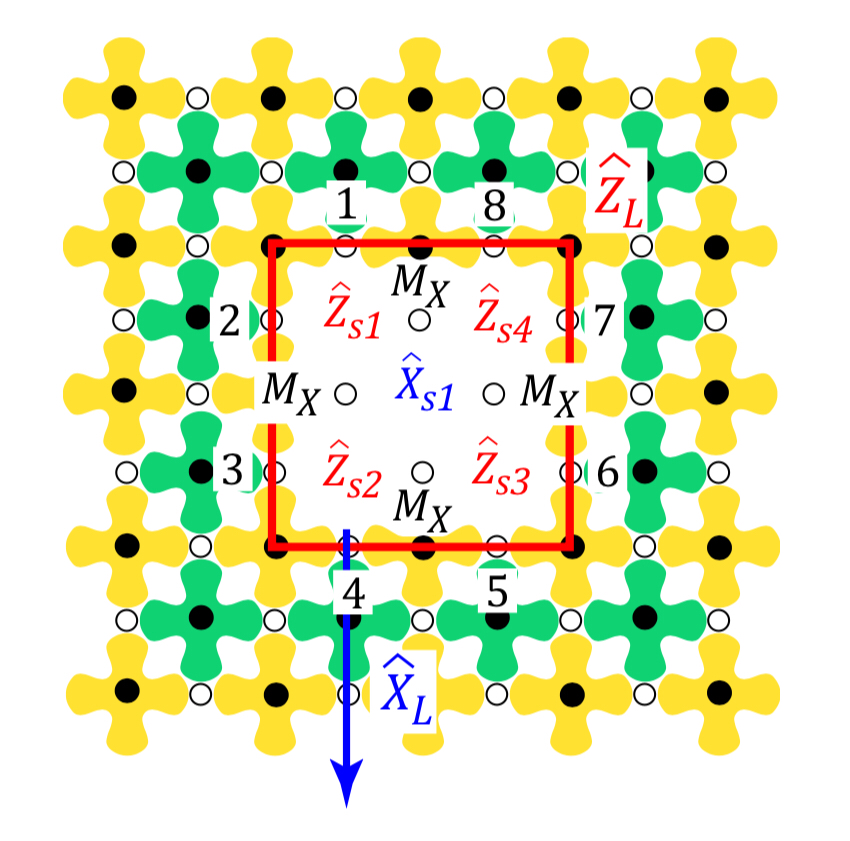 1 8 Ẑ_L
M_X
2 Ẑ_s1 Ẑ_s4 7
M_X X̂_s1 M_X
3 Ẑ_s2 Ẑ_s3 6
M_X
4 5
X̂_L